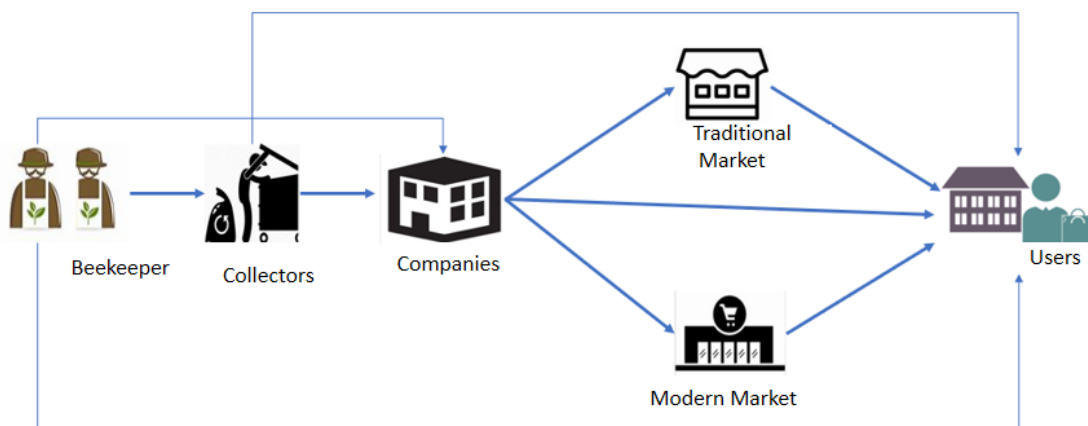 Traditional
Market
Beekeeper
Collectors
Companies
Users
Modern Market